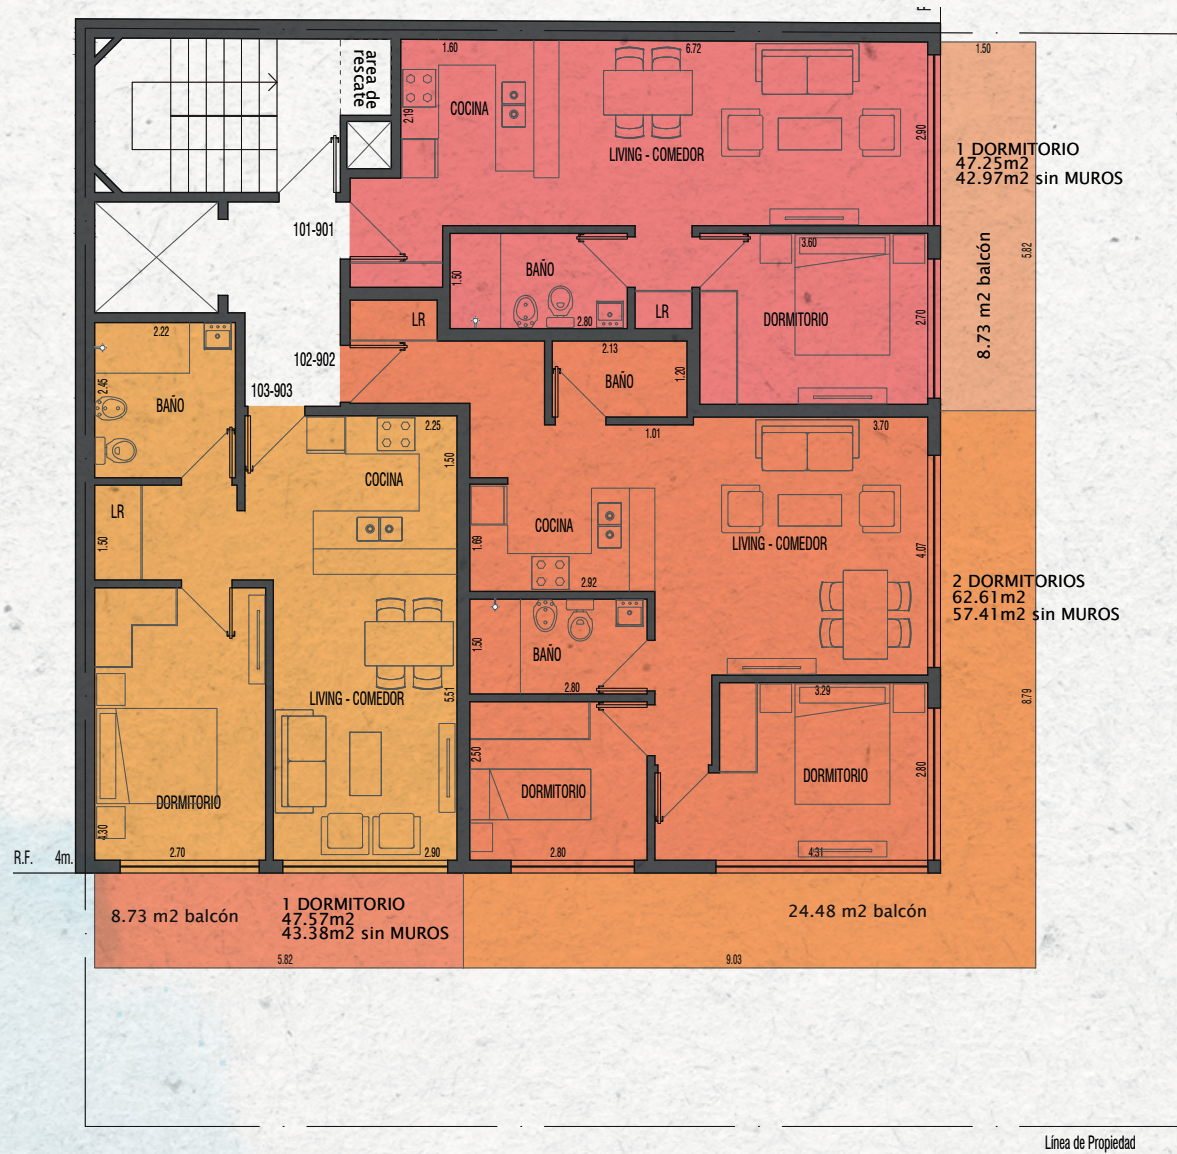 area de
rescate
1.60
6.72
1.50
COCINA
2.19
LIVING - COMEDOR
2.90
1 DORMITORIO
47.25m2
42.97m2 sin MUROS
101-901
BAÑO
1.50
2.80
LR
3.60
DORMITORIO
2.70
8.73 m2 balcón
5.82
LR
102-902
103-903
2.22
2.45
BAÑO
2.13
BAÑO
1.20
1.01
3.70
2.25
1.50
COCINA
LR
1.50
COCINA
1.69
2.92
LIVING - COMEDOR
4.07
2 DORMITORIOS
62.61m2
57.41m2 sin MUROS
BAÑO
1.50
2.80
LIVING - COMEDOR
5.51
3.29
8.79
DORMITORIO
2.50
DORMITORIO
2.80
DORMITORIO
4.30
2.70
2.90
2.80
4.31
R.F. 4m.
8.73 m2 balcón
1 DORMITORIO
47.57m2
43.38m2 sin MUROS
24.48 m2 balcón
5.82
9.03
Línea de Propiedad